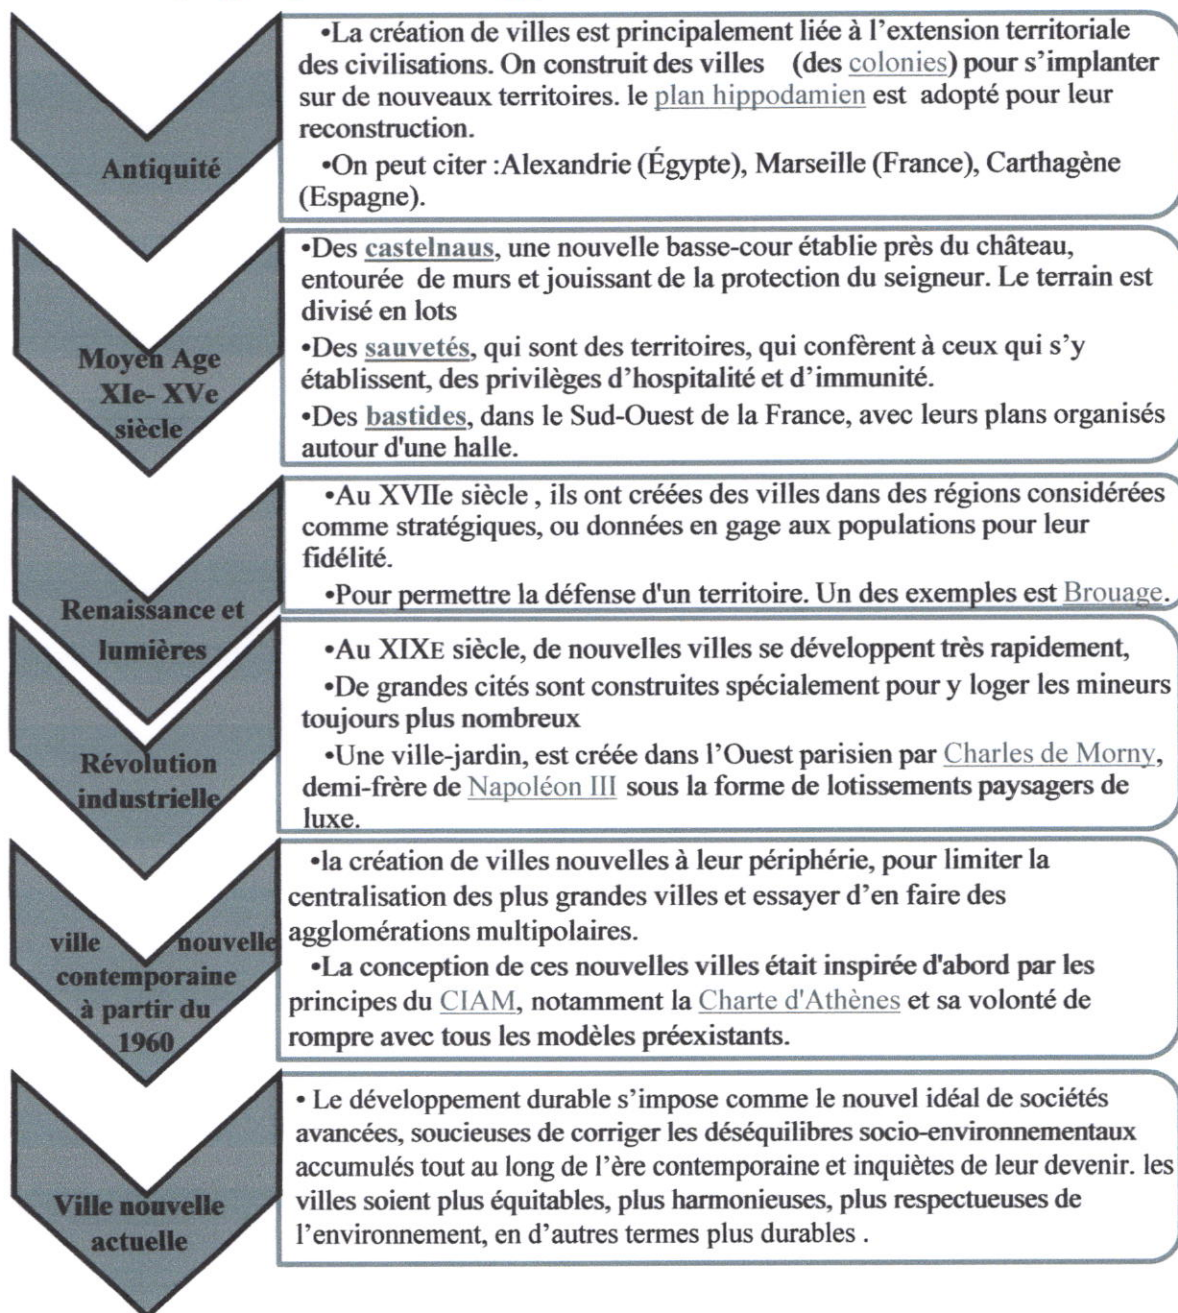 •La création de villes est principalement liée à l’extension territoriale
des civilisations. On construit des villes (des colonies) pour s’implanter
sur de nouveaux territoires. le plan hippodamien est adopté pour leur
reconstruction.
•On peut citer :Alexandrie (Égypte), Marseille (France), Carthagène
(Espagne).
Antiquité
•Des castelnaus, une nouvelle basse-cour établie près du château,
entourée de murs et jouissant de la protection du seigneur. Le terrain est
divisé en lots
•Des sauvetés, qui sont des territoires, qui confèrent à ceux qui s’y
établissent, des privilèges d’hospitalité et d’immunité.
•Des bastides, dans le Sud-Ouest de la France, avec leurs plans organisés
autour d'une halle.
Moyen Age
XIe- XVe
siècle
•Au XVIIe siècle , ils ont créées des villes dans des régions considérées
comme stratégiques, ou données en gage aux populations pour leur
fidélité.
•Pour permettre la défense d'un territoire. Un des exemples est Brouage.
Renaissance et
lumières
•Au XIXE siècle, de nouvelles villes se développent très rapidement,
•De grandes cités sont construites spécialement pour y loger les mineurs
toujours plus nombreux
•Une ville-jardin, est créée dans l’Ouest parisien par Charles de Morny,
demi-frère de Napoléon III sous la forme de lotissements paysagers de
luxe.
Révolution
industrielle
•la création de villes nouvelles à leur périphérie, pour limiter la
centralisation des plus grandes villes et essayer d’en faire des
agglomérations multipolaires.
•La conception de ces nouvelles villes était inspirée d'abord par les
principes du CIAM, notamment la Charte d'Athènes et sa volonté de
rompre avec tous les modèles préexistants.
ville nouvelle
contemporaine
à partir du
1960
• Le développement durable s’impose comme le nouvel idéal de sociétés
avancées, soucieuses de corriger les déséquilibres socio-environnementaux
accumulés tout au long de l’ère contemporaine et inquiètes de leur devenir. les
villes soient plus équitables, plus harmonieuses, plus respectueuses de
l’environnement, en d’autres termes plus durables .
Ville nouvelle
actuelle